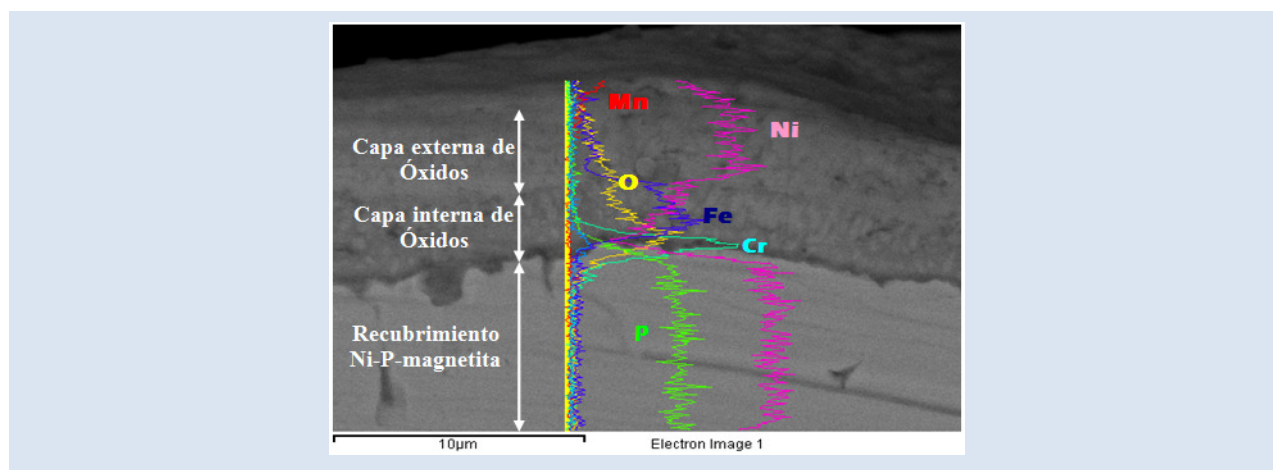 Mn
Ni
Capa externa de
Óxidos
O
Capa interna de
Óxidos
Fe
Cr
Recubrimiento
Ni-P-magnetita
P
10µm
Electron Image 1